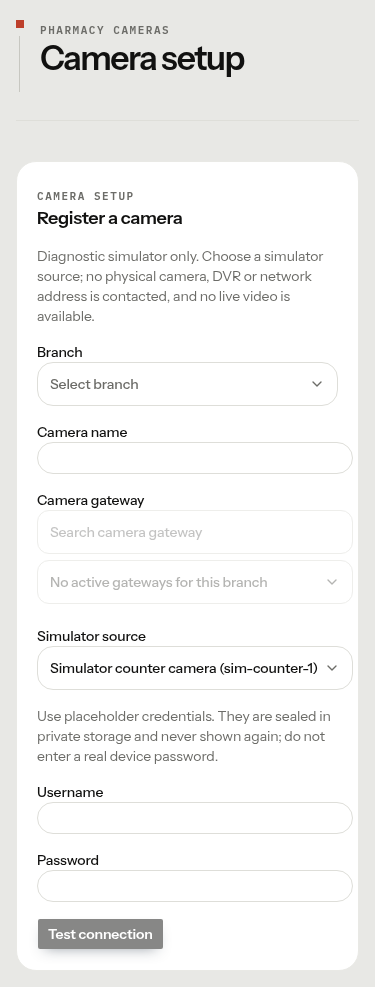 PHARMACY CAMERAS
Camera setup
CAMERA SETUP
Register a camera
Diagnostic simulator only. Choose a simulator
source; no physical camera, DVR or network
address is contacted, and no live video is
available.
Branch
Select branch
Camera name
Camera gateway
Search camera gateway
No active gateways for this branch
Simulator source
Simulator counter camera (sim-counter-1)
Use placeholder credentials. They are sealed in
private storage and never shown again; do not
enter a real device password.
Username
Password
Test connection